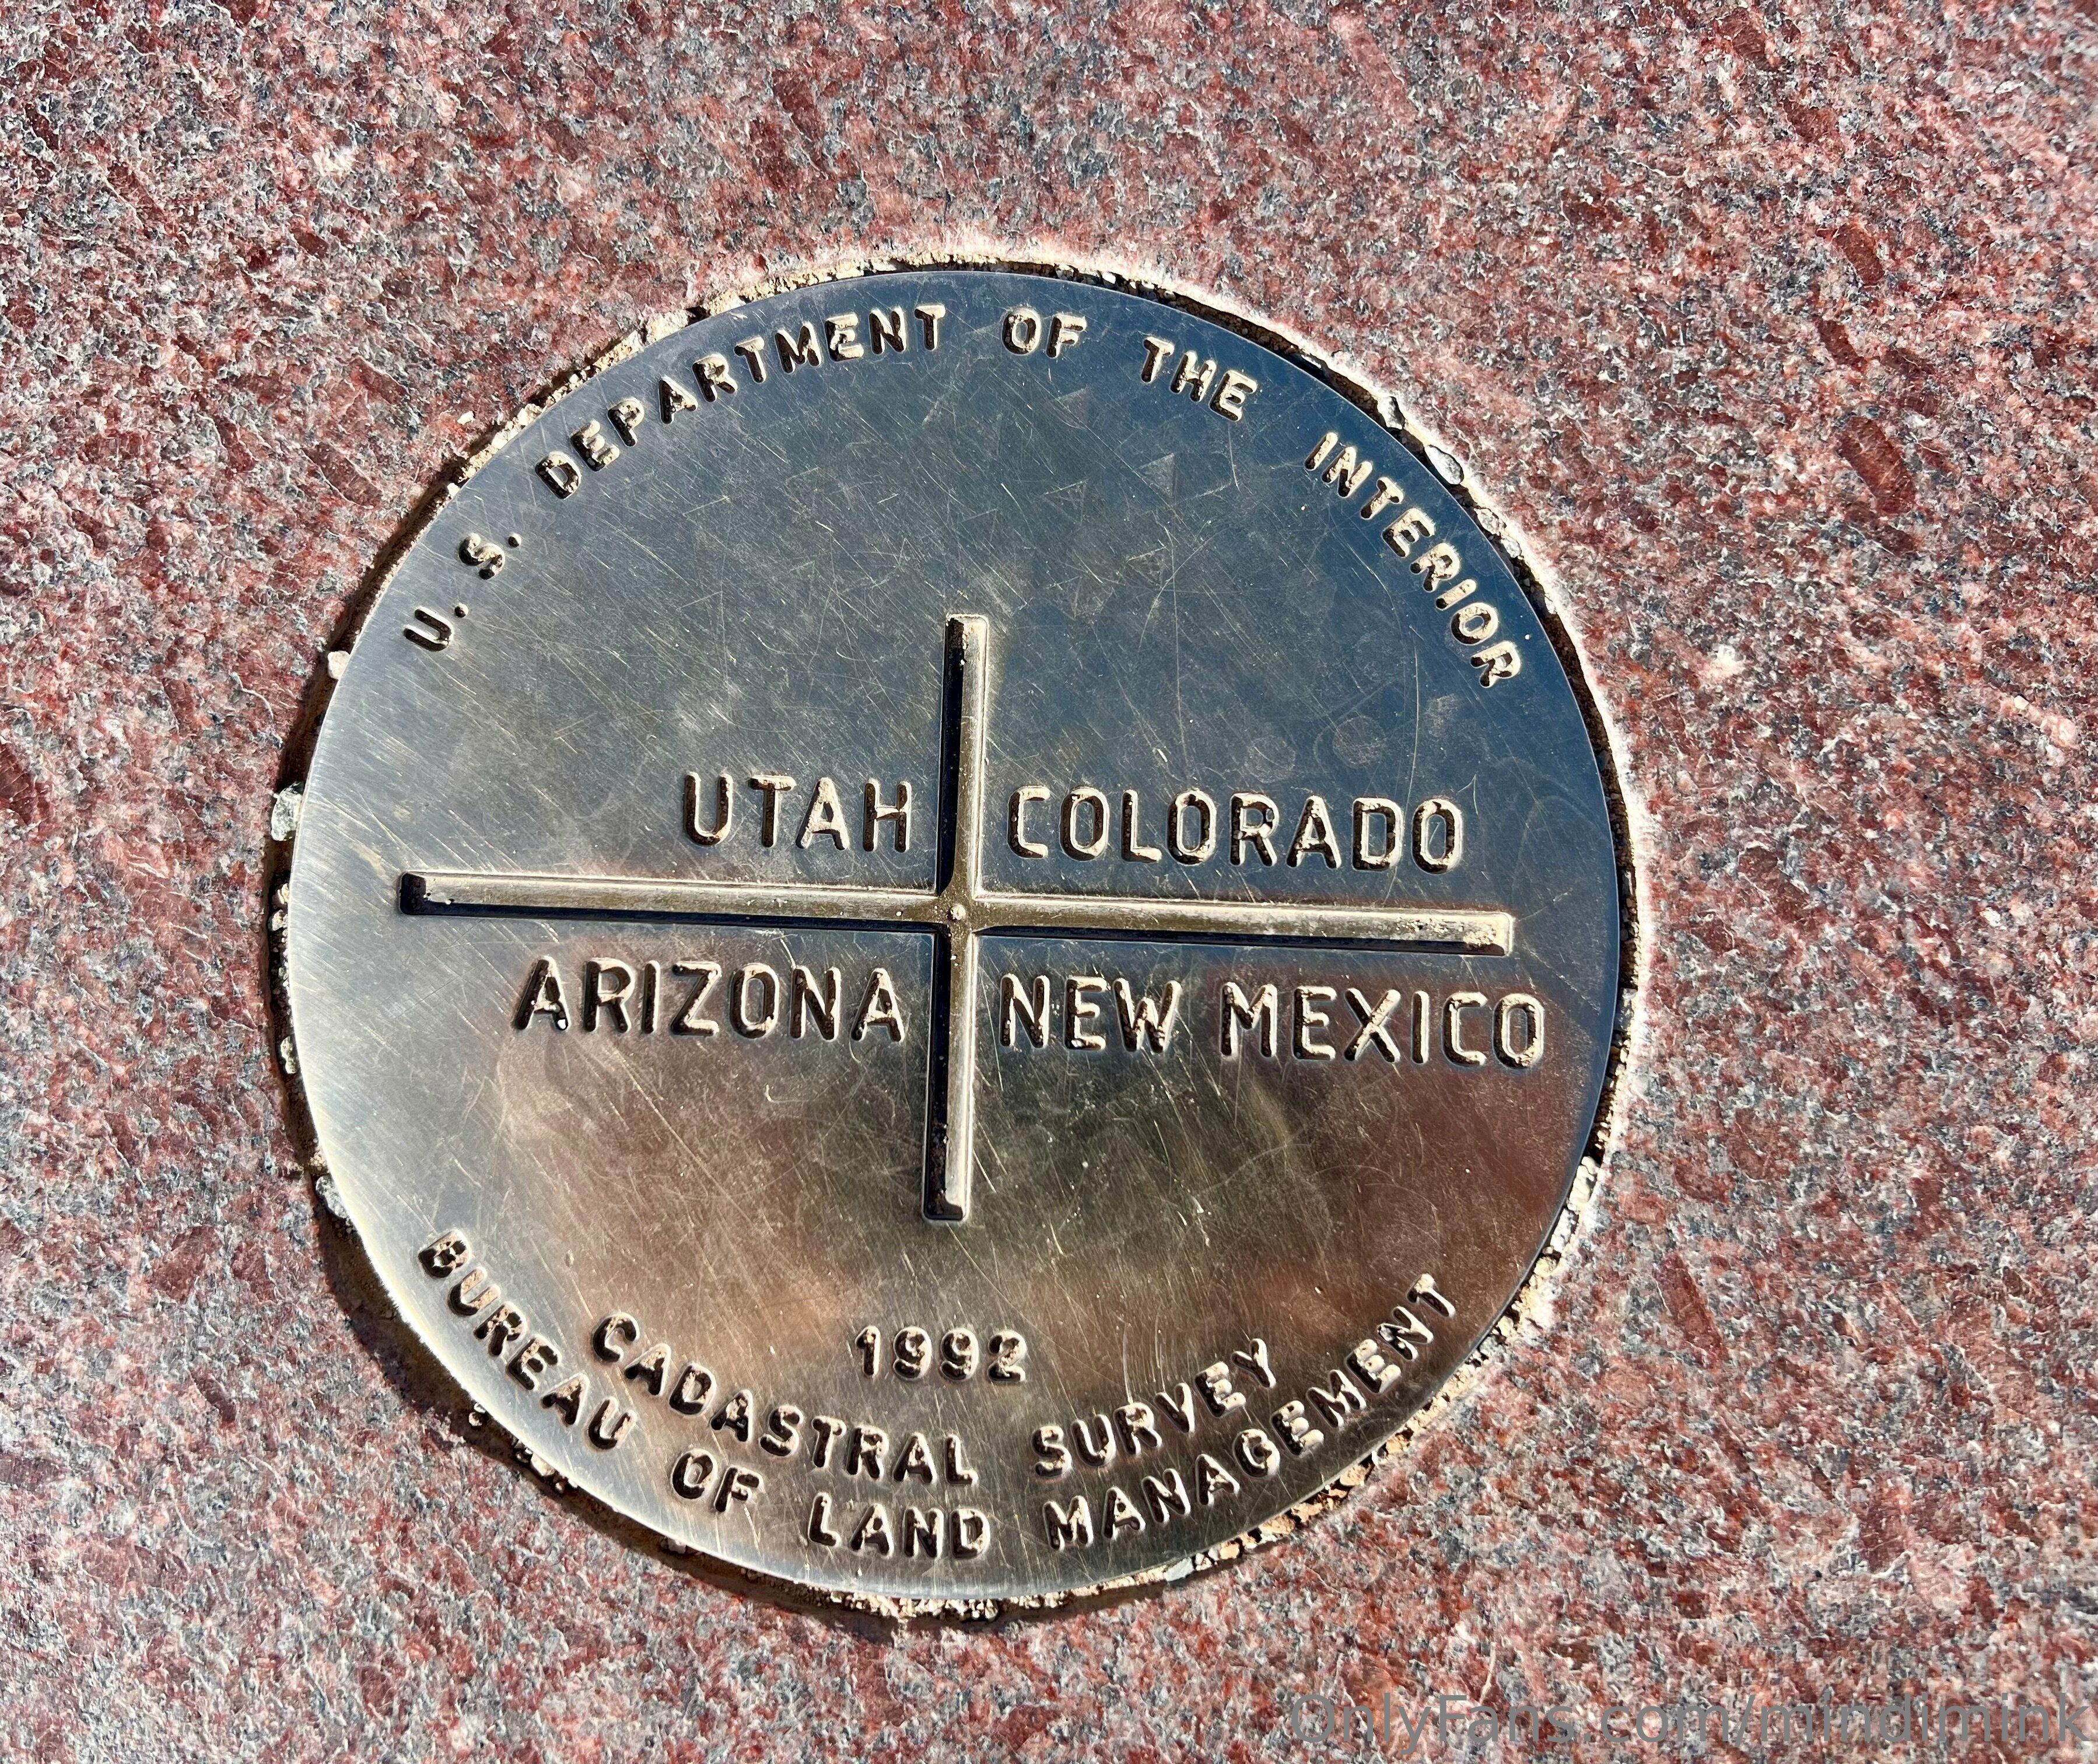 U. S. DEPARTMENT OF THE INTERIOR
UTAH COLORADO
ARIZONA NEW MEXICO
1992
CADASTRAL SURVEY
BUREAU OF LAND MANAGEMENT
OnlyFans.com/mindimink